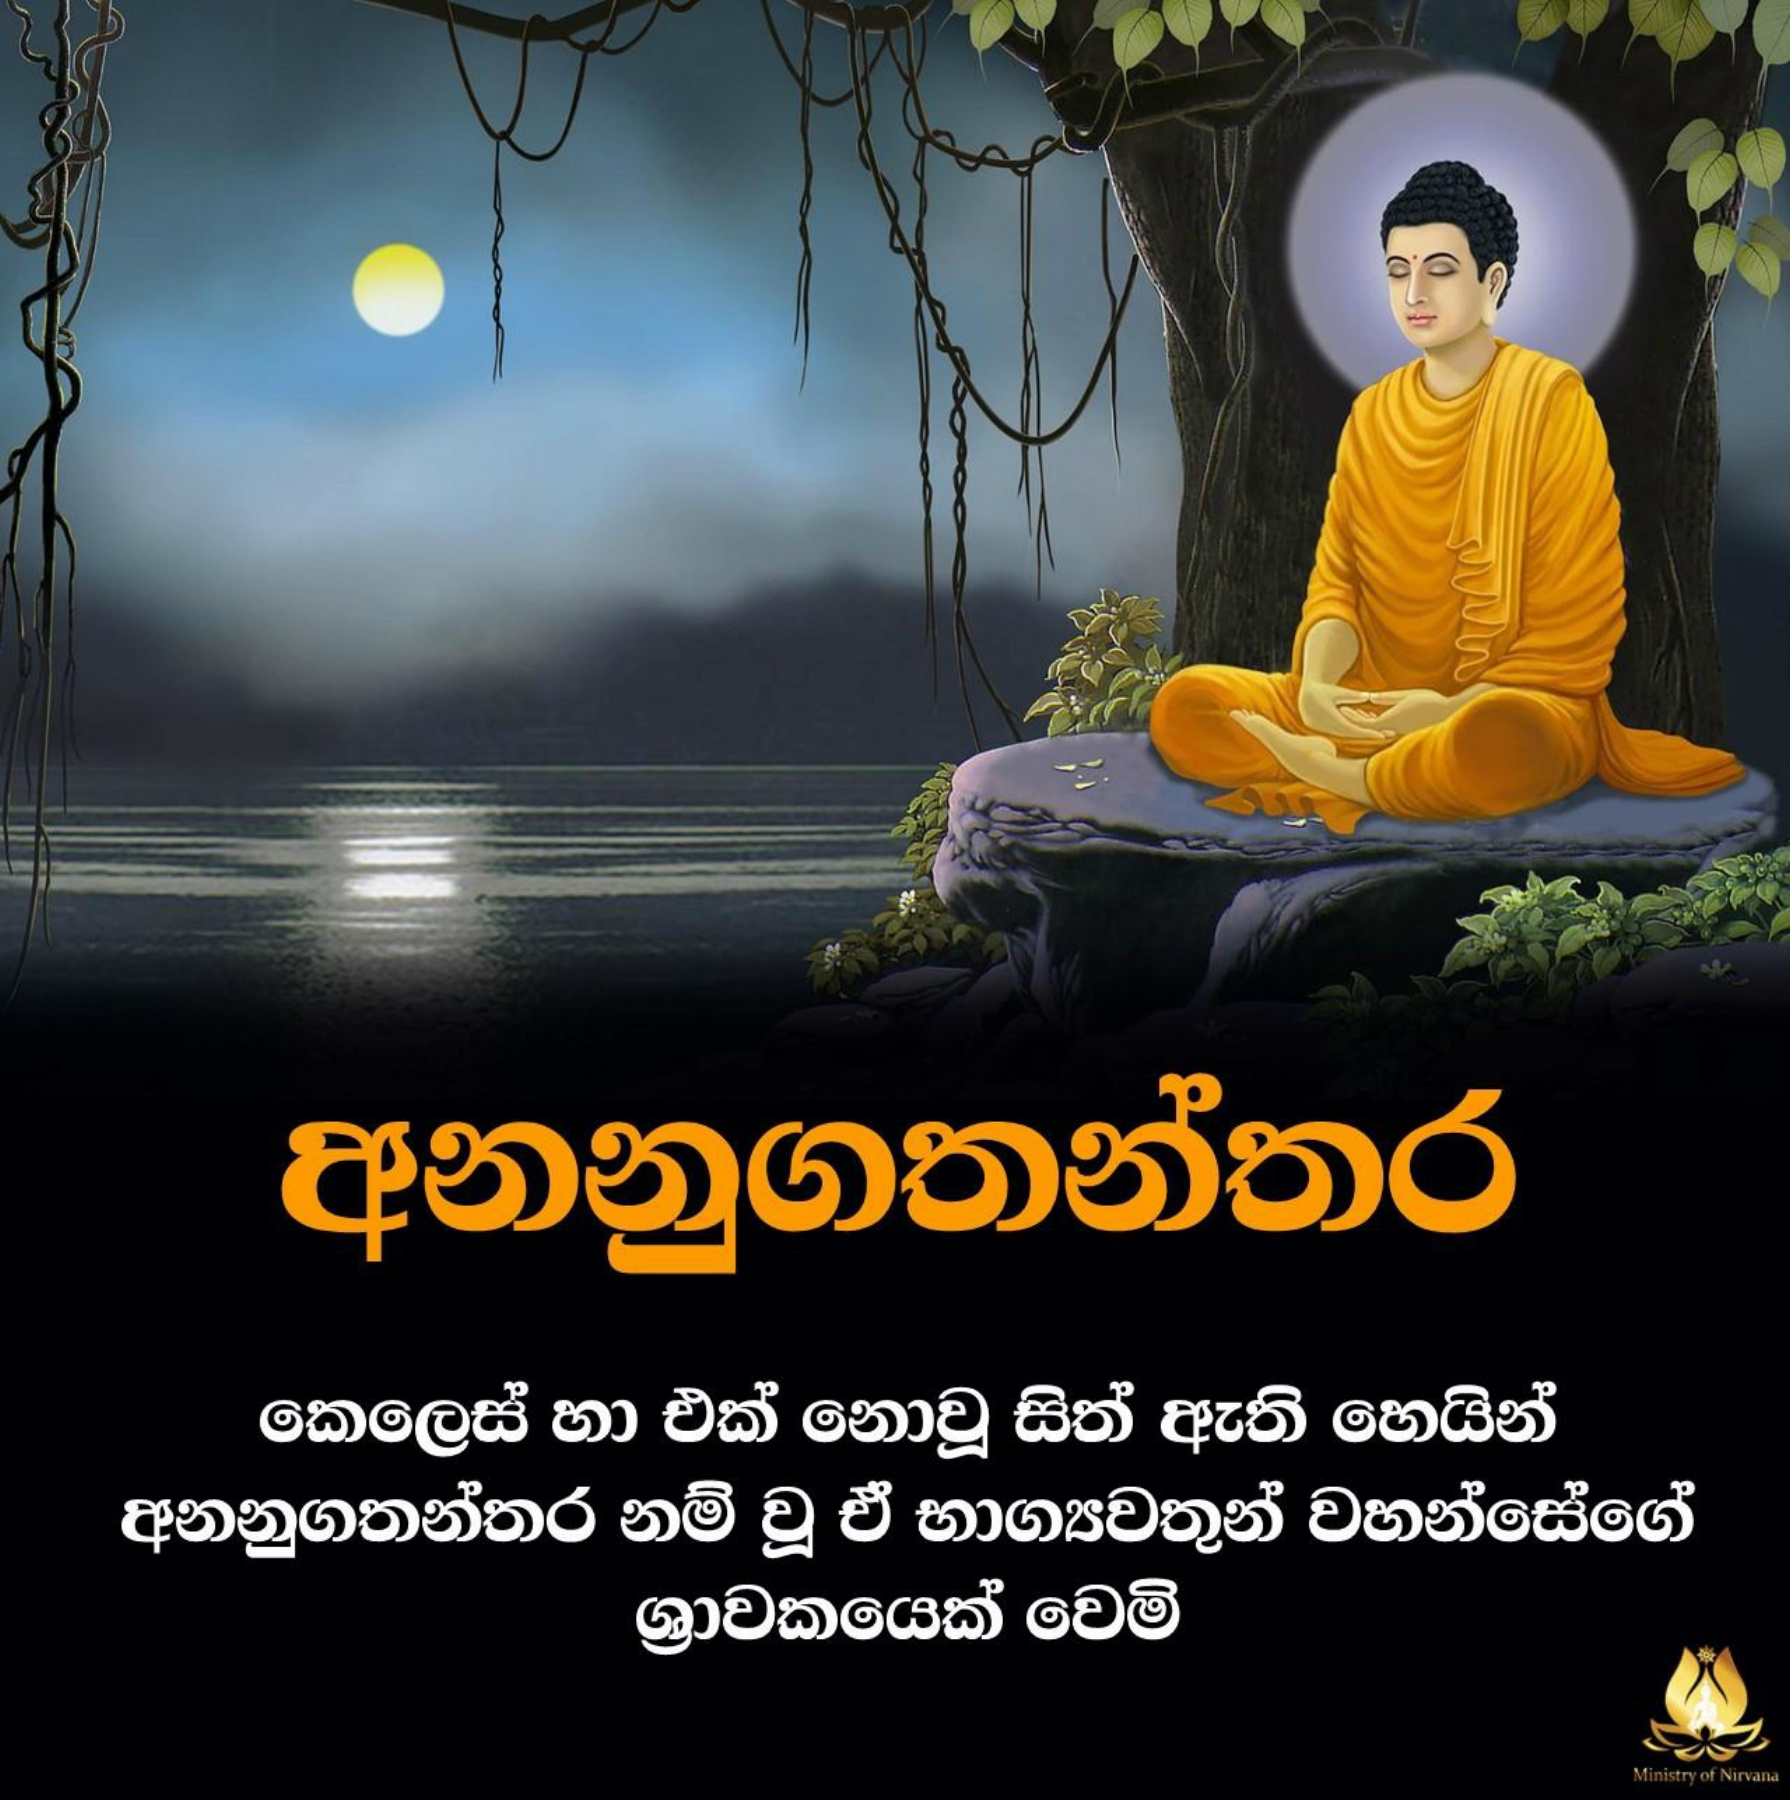 අනනුගතන්තර
කෙලෙස් හා එක් නොවූ සිත් ඇති හෙයින්
අනනුගතන්තර නම් වූ ඒ භාග්‍යවතුන් වහන්සේගේ
ශ්‍රාවකයෙක් වෙමි
Ministry of Nirvana